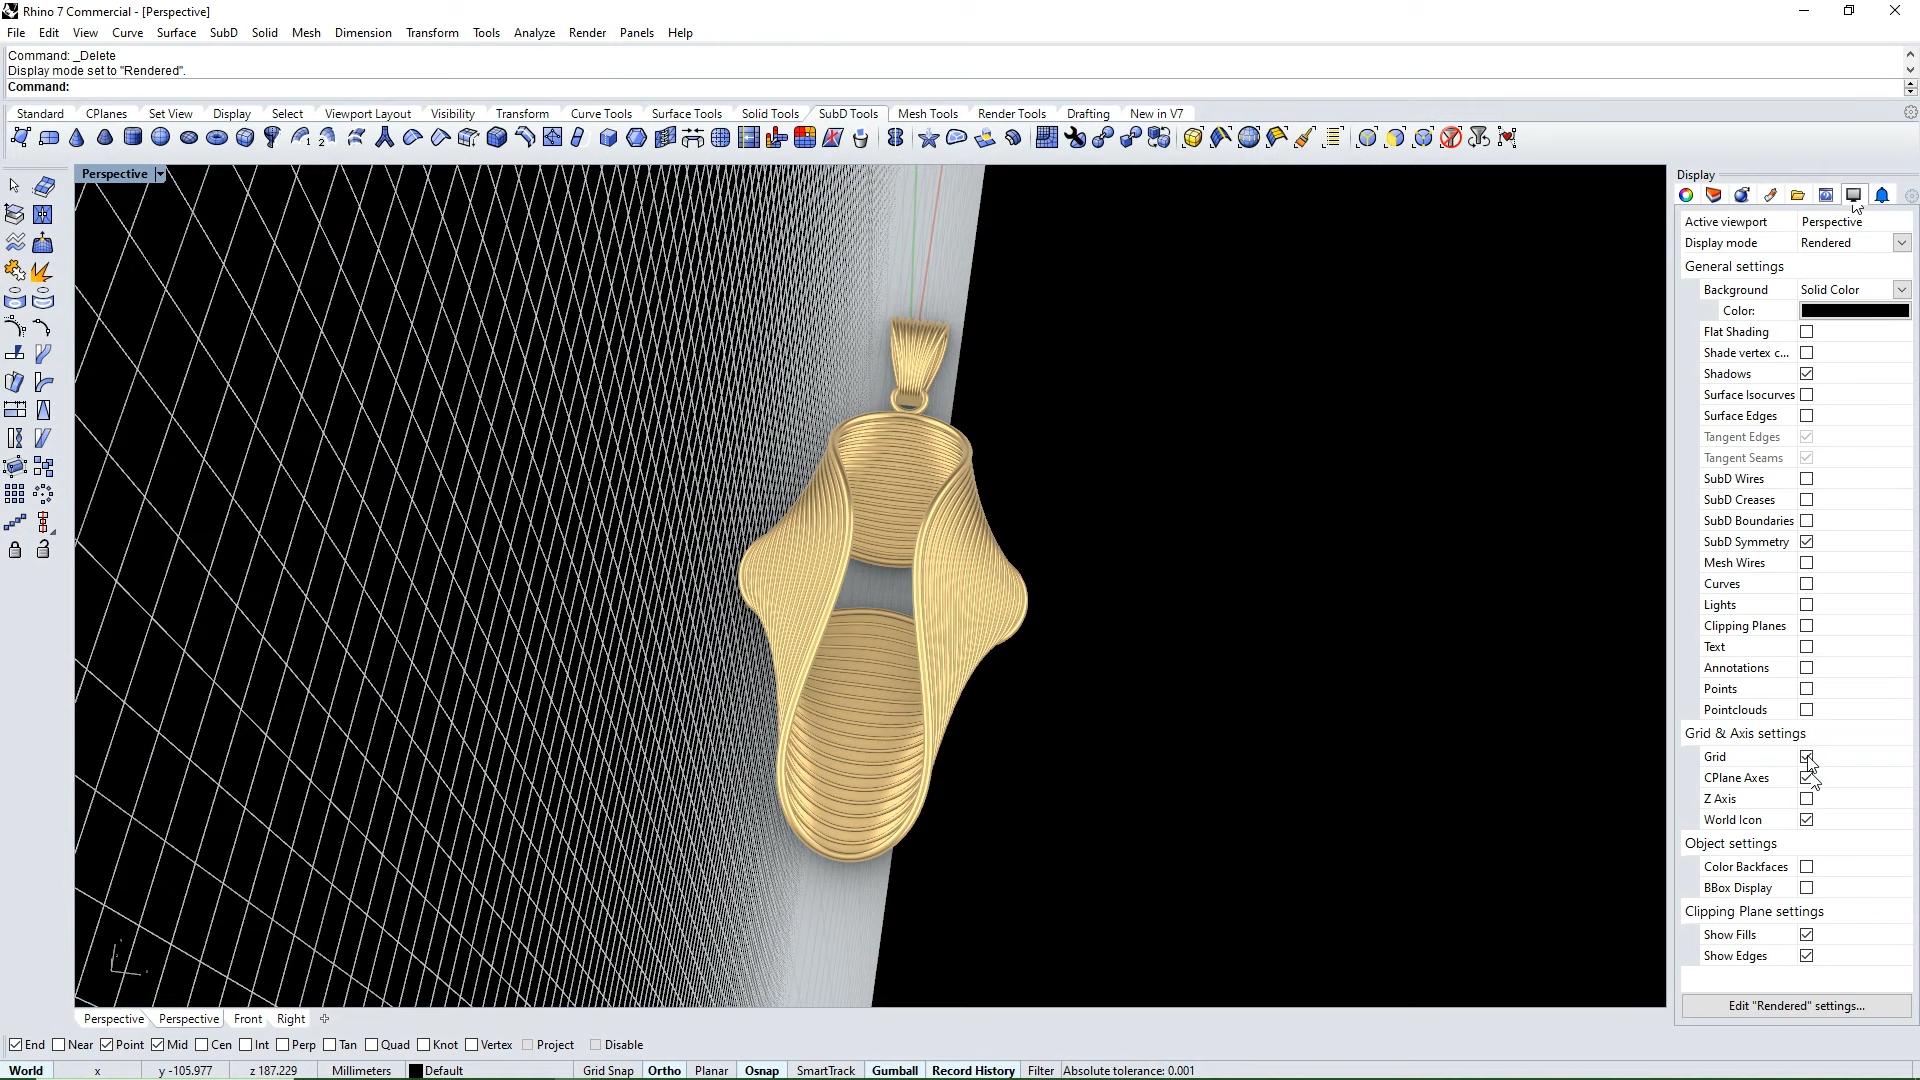 Rhino 7 Commercial - [Perspective]
File Edit View Curve Surface SubD Solid Mesh Dimension Transform Tools Analyze Render Panels Help
Command: _Delete
Display mode set to "Rendered".
Command:
Standard CPlanes Set View Display Select Viewport Layout Visibility Transform Curve Tools Surface Tools Solid Tools SubD Tools Mesh Tools Render Tools Drafting New in V7
Perspective
Display
Active viewport Perspective
Display mode Rendered
General settings
Background Solid Color
Color:
Flat Shading
Shade vertex c...
Shadows
Surface Isocurves
Surface Edges
Tangent Edges
Tangent Seams
SubD Wires
SubD Creases
SubD Boundaries
SubD Symmetry
Mesh Wires
Curves
Lights
Clipping Planes
Text
Annotations
Points
Pointclouds
Grid & Axis settings
Grid
CPlane Axes
Z Axis
World Icon
Object settings
Color Backfaces
BBox Display
Clipping Plane settings
Show Fills
Show Edges
Edit "Rendered" settings...
Perspective Perspective Front Right
End Near Point Mid Cen Int Perp Tan Quad Knot Vertex Project Disable
World x y -105.977 z 187.229 Millimeters Default Grid Snap Ortho Planar Osnap SmartTrack Gumball Record History Filter Absolute tolerance: 0.001